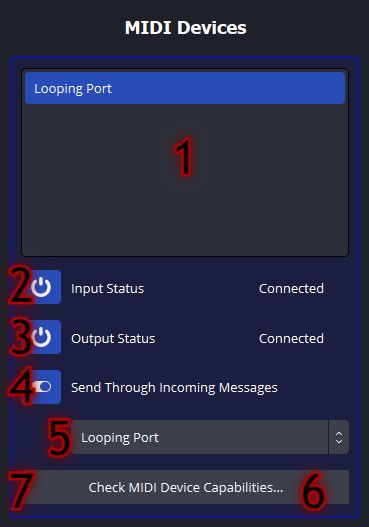 MIDI Devices
Looping Port
1
2 Input Status Connected
3 Output Status Connected
4 Send Through Incoming Messages
5 Looping Port
7 Check MIDI Device Capabilities... 6